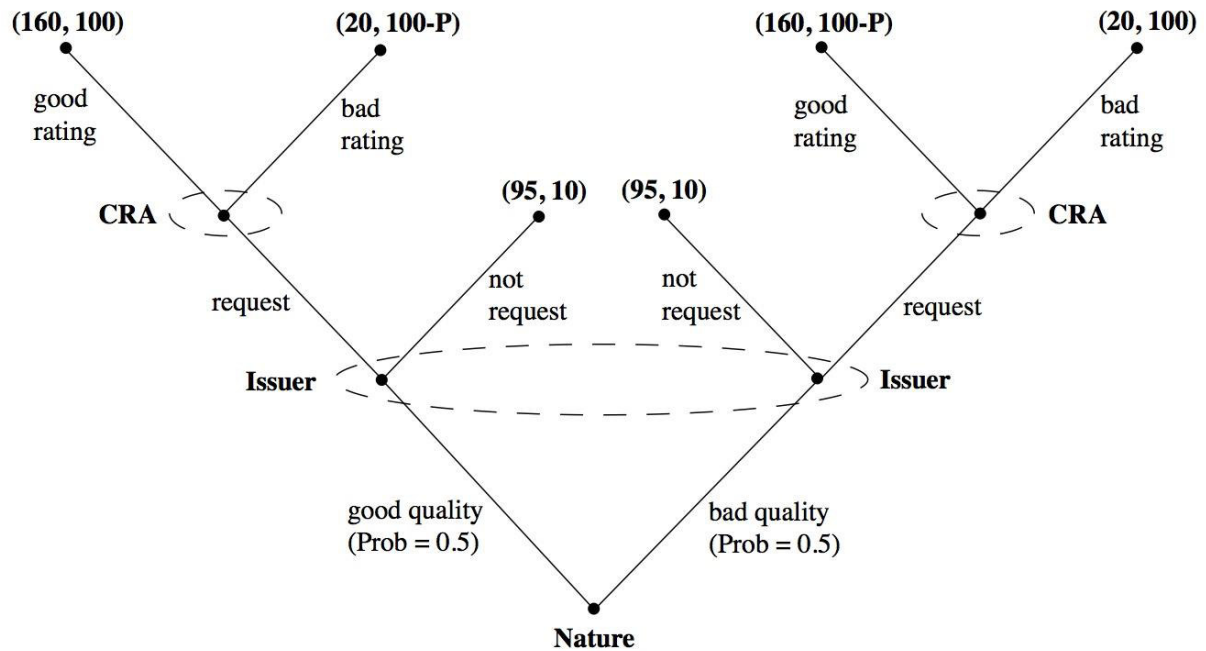 (160, 100)
(20, 100-P)
(160, 100-P)
(20, 100)
good
rating
bad
rating
good
rating
bad
rating
CRA
(95, 10)
(95, 10)
CRA
request
not
request
not
request
request
Issuer
Issuer
good quality
(Prob = 0.5)
bad quality
(Prob = 0.5)
Nature